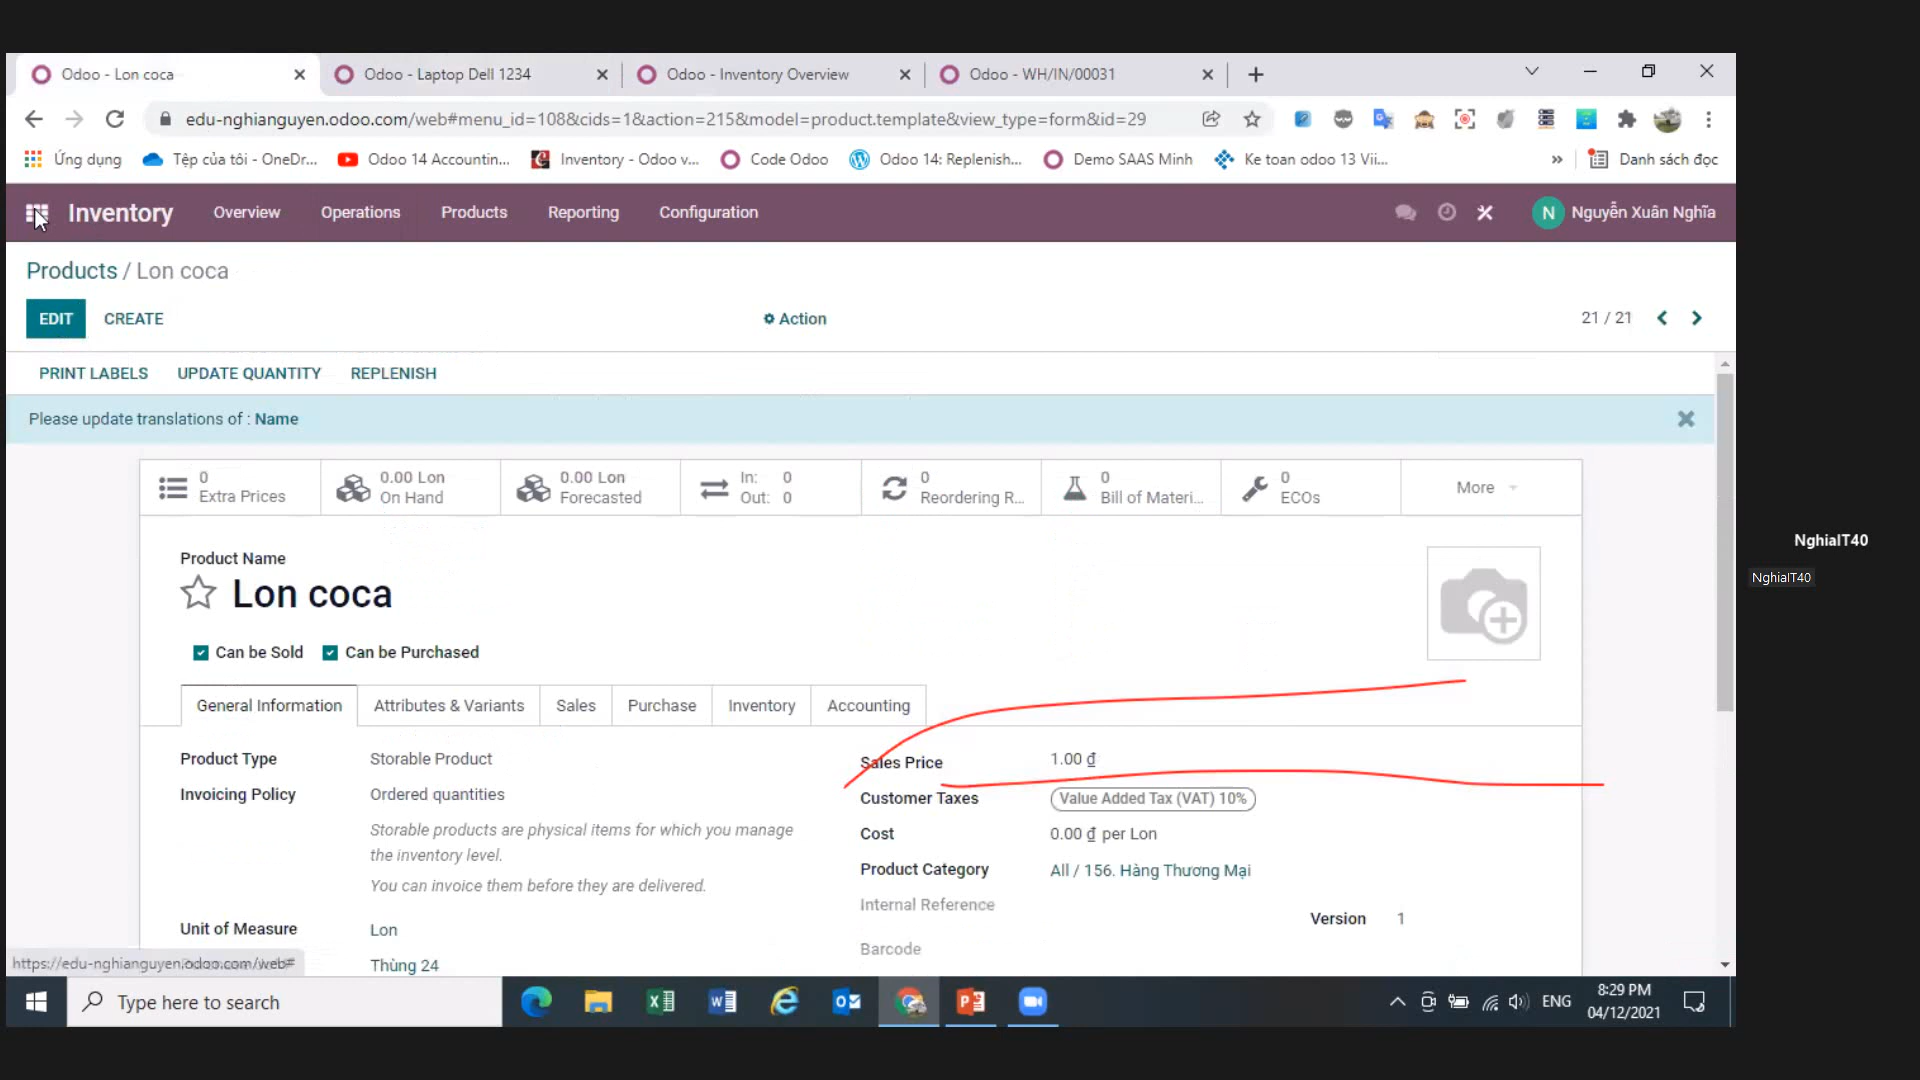 Odoo - Lon coca
Odoo - Laptop Dell 1234
Odoo - Inventory Overview
Odoo - WH/IN/00031
edu-nghianguyen.odoo.com/web#menu_id=108&cids=1&action=215&model=product.template&view_type=form&id=29
Ứng dụng
Tệp của tôi - OneDr...
Odoo 14 Accountin...
Inventory - Odoo v...
Code Odoo
Odoo 14: Replenish...
Demo SAAS Minh
Ke toan odoo 13 Vii...
»
Danh sách đọc
Inventory
Overview
Operations
Products
Reporting
Configuration
N
Nguyễn Xuân Nghĩa
Products / Lon coca
EDIT
CREATE
Action
21 / 21
PRINT LABELS
UPDATE QUANTITY
REPLENISH
Please update translations of : Name
0
Extra Prices
0.00 Lon
On Hand
0.00 Lon
Forecasted
In: 0
Out: 0
0
Reordering R...
0
Bill of Materi...
0
ECOs
More
Product Name
Lon coca
Can be Sold
Can be Purchased
General Information
Attributes & Variants
Sales
Purchase
Inventory
Accounting
Product Type
Storable Product
Invoicing Policy
Ordered quantities
Storable products are physical items for which you manage
the inventory level.
You can invoice them before they are delivered.
Unit of Measure
Lon
Thùng 24
Sales Price
1.00 ₫
Customer Taxes
Value Added Tax (VAT) 10%
Cost
0.00 ₫ per Lon
Product Category
All / 156. Hàng Thương Mại
Internal Reference
Version 1
Barcode
https://edu-nghianguyen.odoo.com/web#
Type here to search
ENG
8:29 PM
04/12/2021
NghiaIT40
NghiaIT40